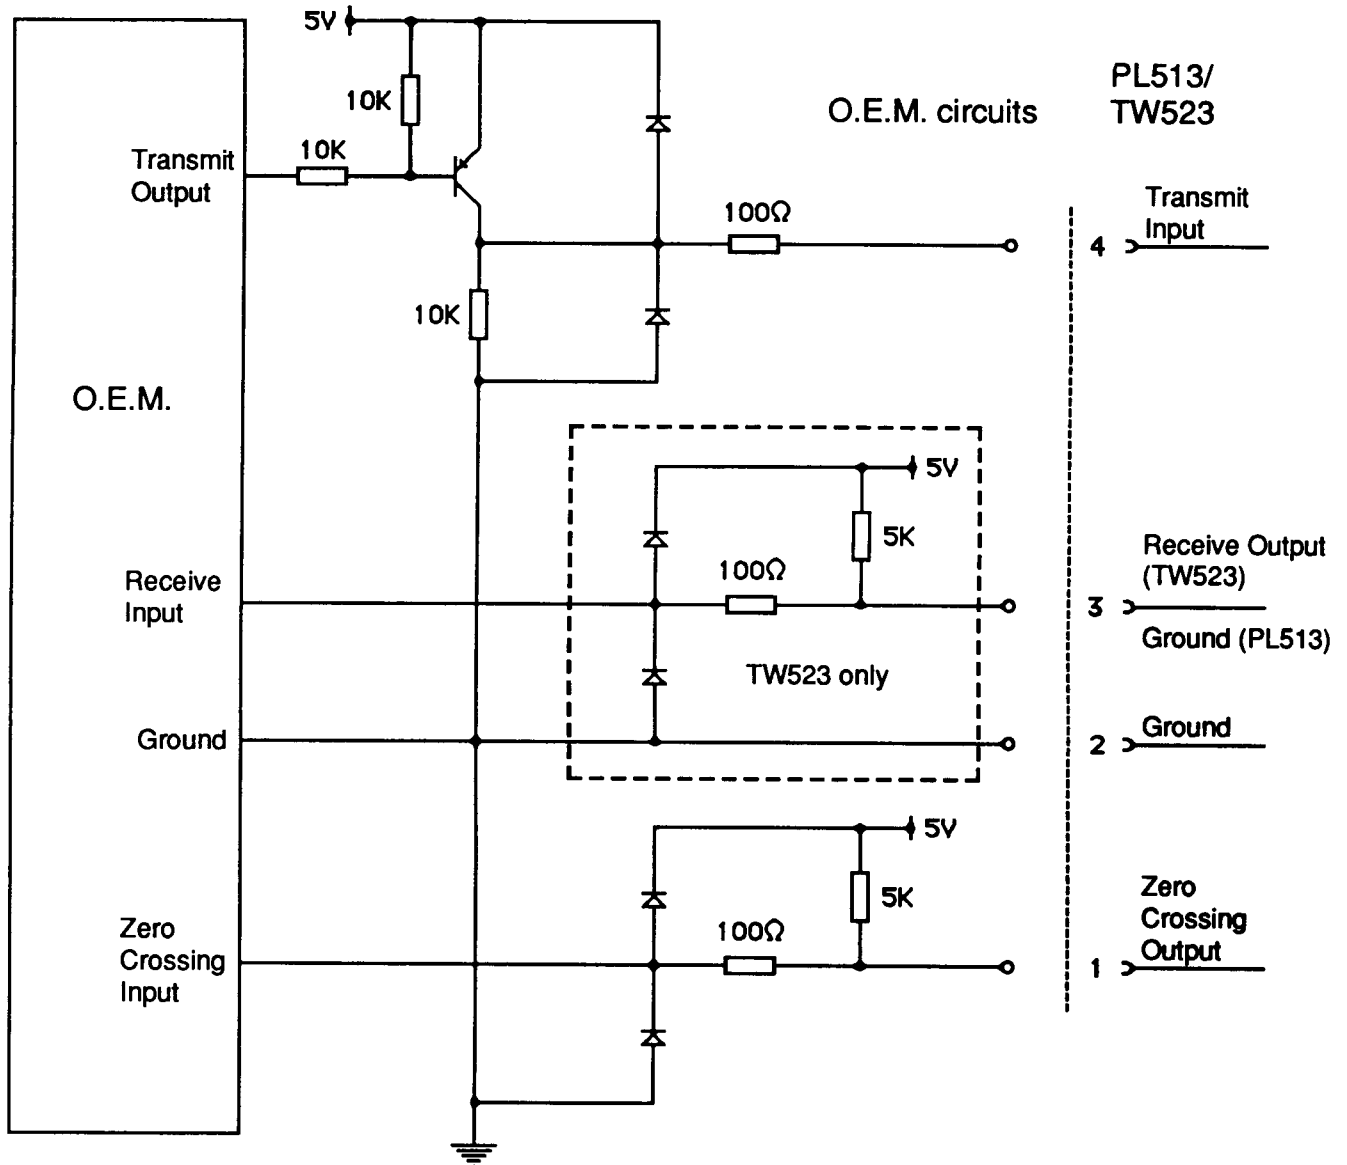 5V
PL513/
TW523
O.E.M. circuits
10K
10K
Transmit
Output
Transmit
Input
100Ω
4
10K
O.E.M.
5V
5K
Receive Output
(TW523)
100Ω
Receive
Input
3
Ground (PL513)
TW523 only
Ground
2
Ground
5V
5K
Zero
Crossing
Output
100Ω
Zero
Crossing
Input
1